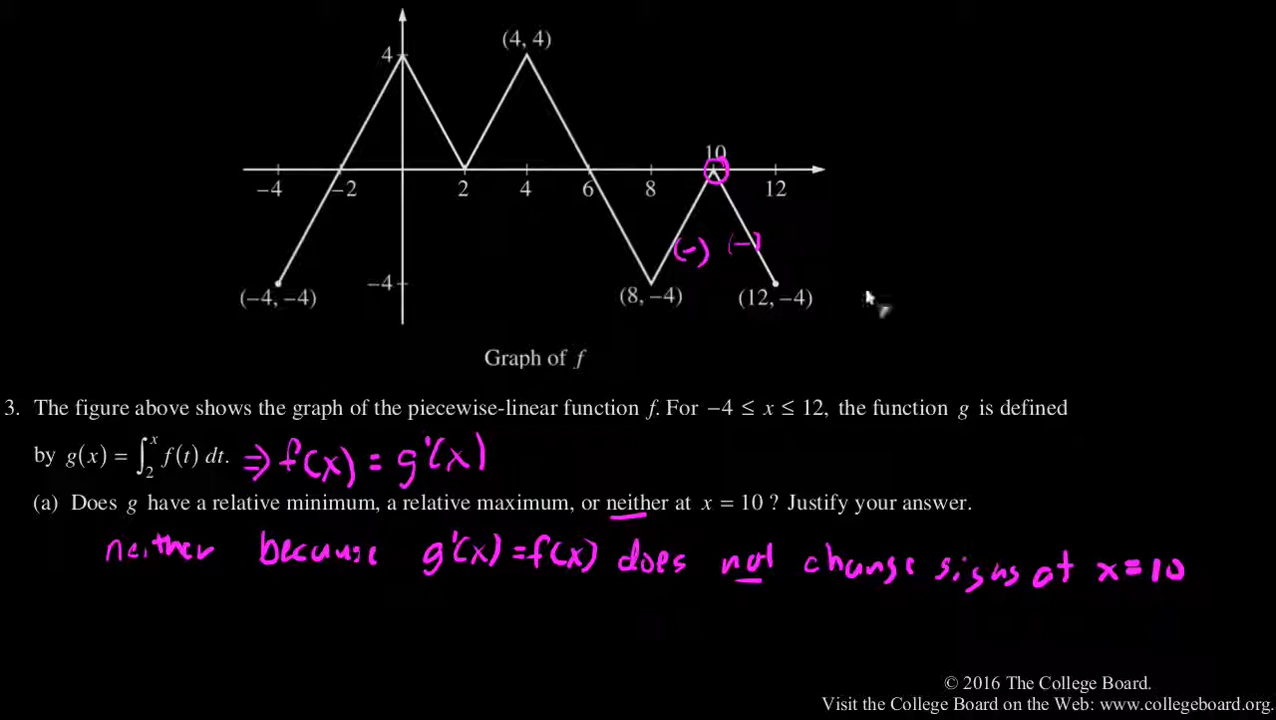 (4, 4)
4
10
−4
−2
2
4
6
8
12
(−) (−)
−4
(−4, −4)
(8, −4)
(12, −4)
Graph of f
3. The figure above shows the graph of the piecewise-linear function f. For −4 ≤ x ≤ 12, the function g is defined
by g(x) = ∫₂ˣ f(t) dt. ⇒ f(x) = g'(x)
(a) Does g have a relative minimum, a relative maximum, or neither at x = 10 ? Justify your answer.
neither because g'(x) = f(x) does not change signs at x = 10
© 2016 The College Board.
Visit the College Board on the Web: www.collegeboard.org.